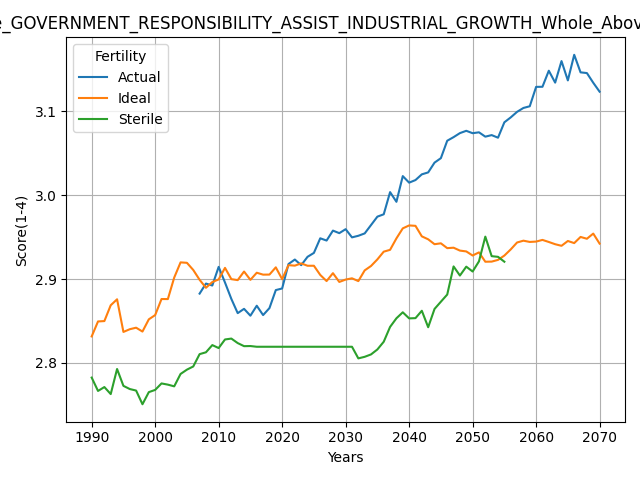 _GOVERNMENT_RESPONSIBILITY_ASSIST_INDUSTRIAL_GROWTH_Whole_Abov
Fertility
Actual
Ideal
Sterile
Score(1-4)
3.1
3.0
2.9
2.8
1990 2000 2010 2020 2030 2040 2050 2060 2070
Years